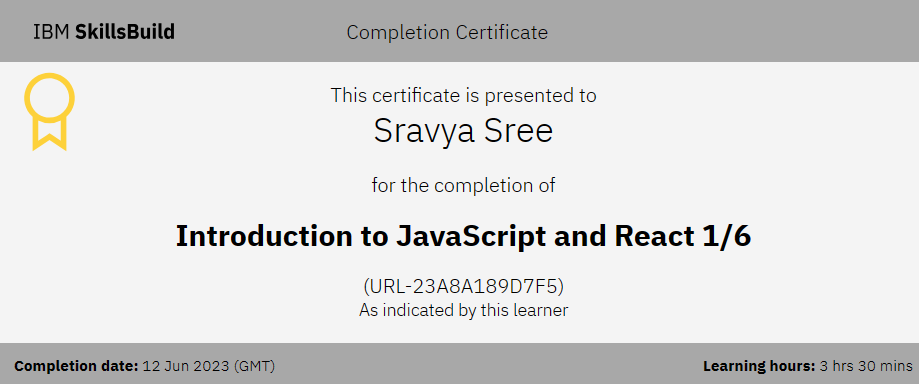 IBM SkillsBuild
Completion Certificate
This certificate is presented to
Sravya Sree
for the completion of
Introduction to JavaScript and React 1/6
(URL-23A8A189D7F5)
As indicated by this learner
Completion date: 12 Jun 2023 (GMT)
Learning hours: 3 hrs 30 mins